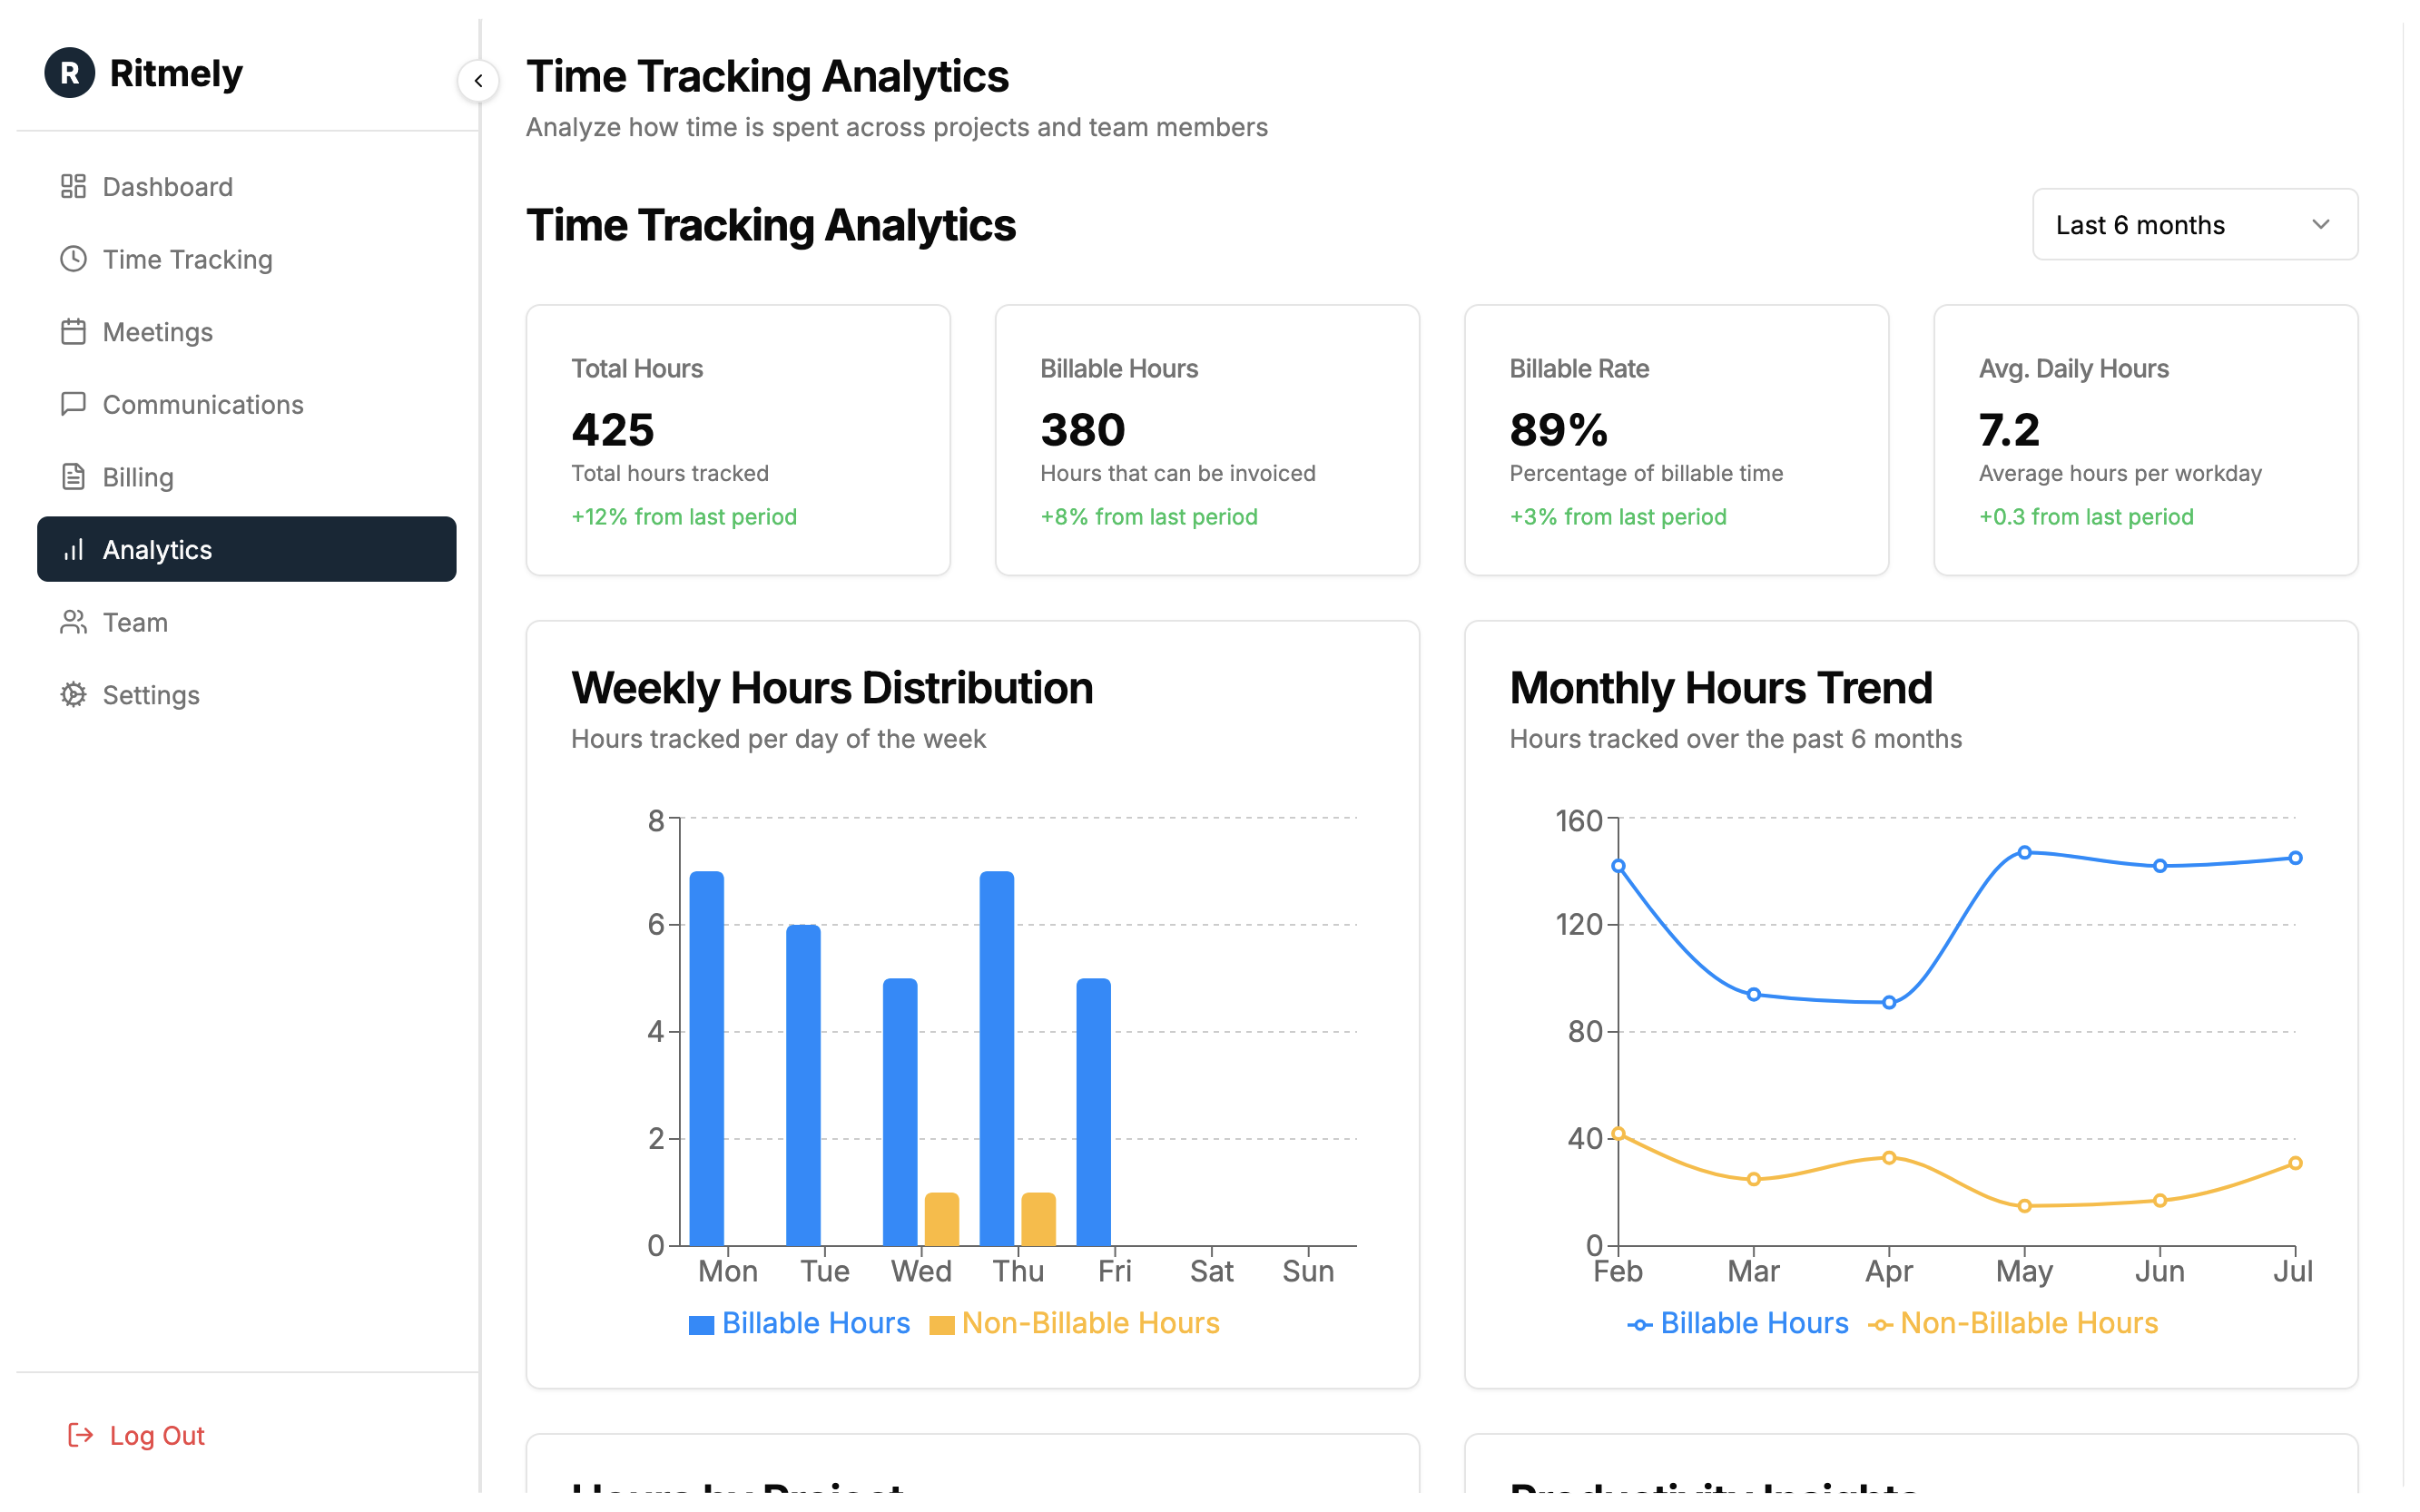 R Ritmely
Dashboard
Time Tracking
Meetings
Communications
Billing
Analytics
Team
Settings
Log Out
Time Tracking Analytics
Analyze how time is spent across projects and team members
Time Tracking Analytics
Last 6 months
Total Hours
425
Total hours tracked
+12% from last period
Billable Hours
380
Hours that can be invoiced
+8% from last period
Billable Rate
89%
Percentage of billable time
+3% from last period
Avg. Daily Hours
7.2
Average hours per workday
+0.3 from last period
Weekly Hours Distribution
Hours tracked per day of the week
8
6
4
2
0
Mon Tue Wed Thu Fri Sat Sun
Billable Hours Non-Billable Hours
Monthly Hours Trend
Hours tracked over the past 6 months
160
120
80
40
0
Feb Mar Apr May Jun Jul
Billable Hours Non-Billable Hours
Hours by Project
Productivity Insights